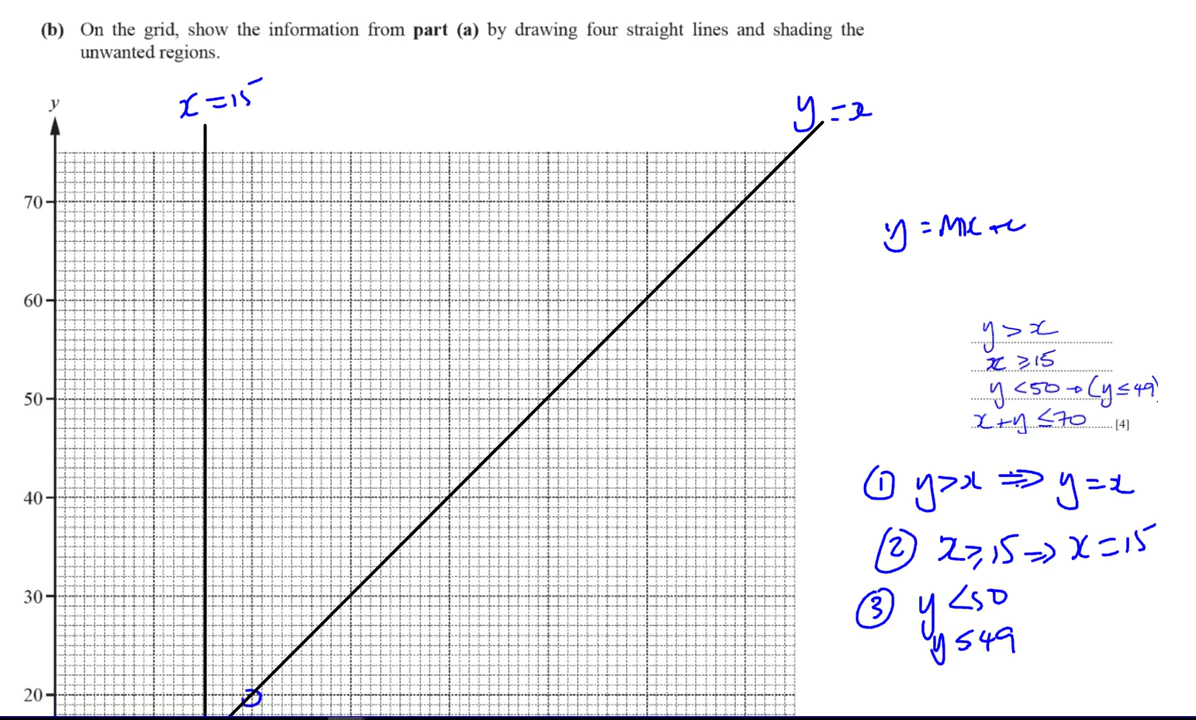 (b) On the grid, show the information from part (a) by drawing four straight lines and shading the
unwanted regions.
x = 15
y
y = x
70
y = mx + c
60
y > x
x ≥ 15
50
y < 50 → (y ≤ 49)
x + y ≤ 70 [4]
① y > x ⇒ y = x
40
② x ≥ 15 ⇒ x = 15
30
③ y < 50
y ≤ 49
20